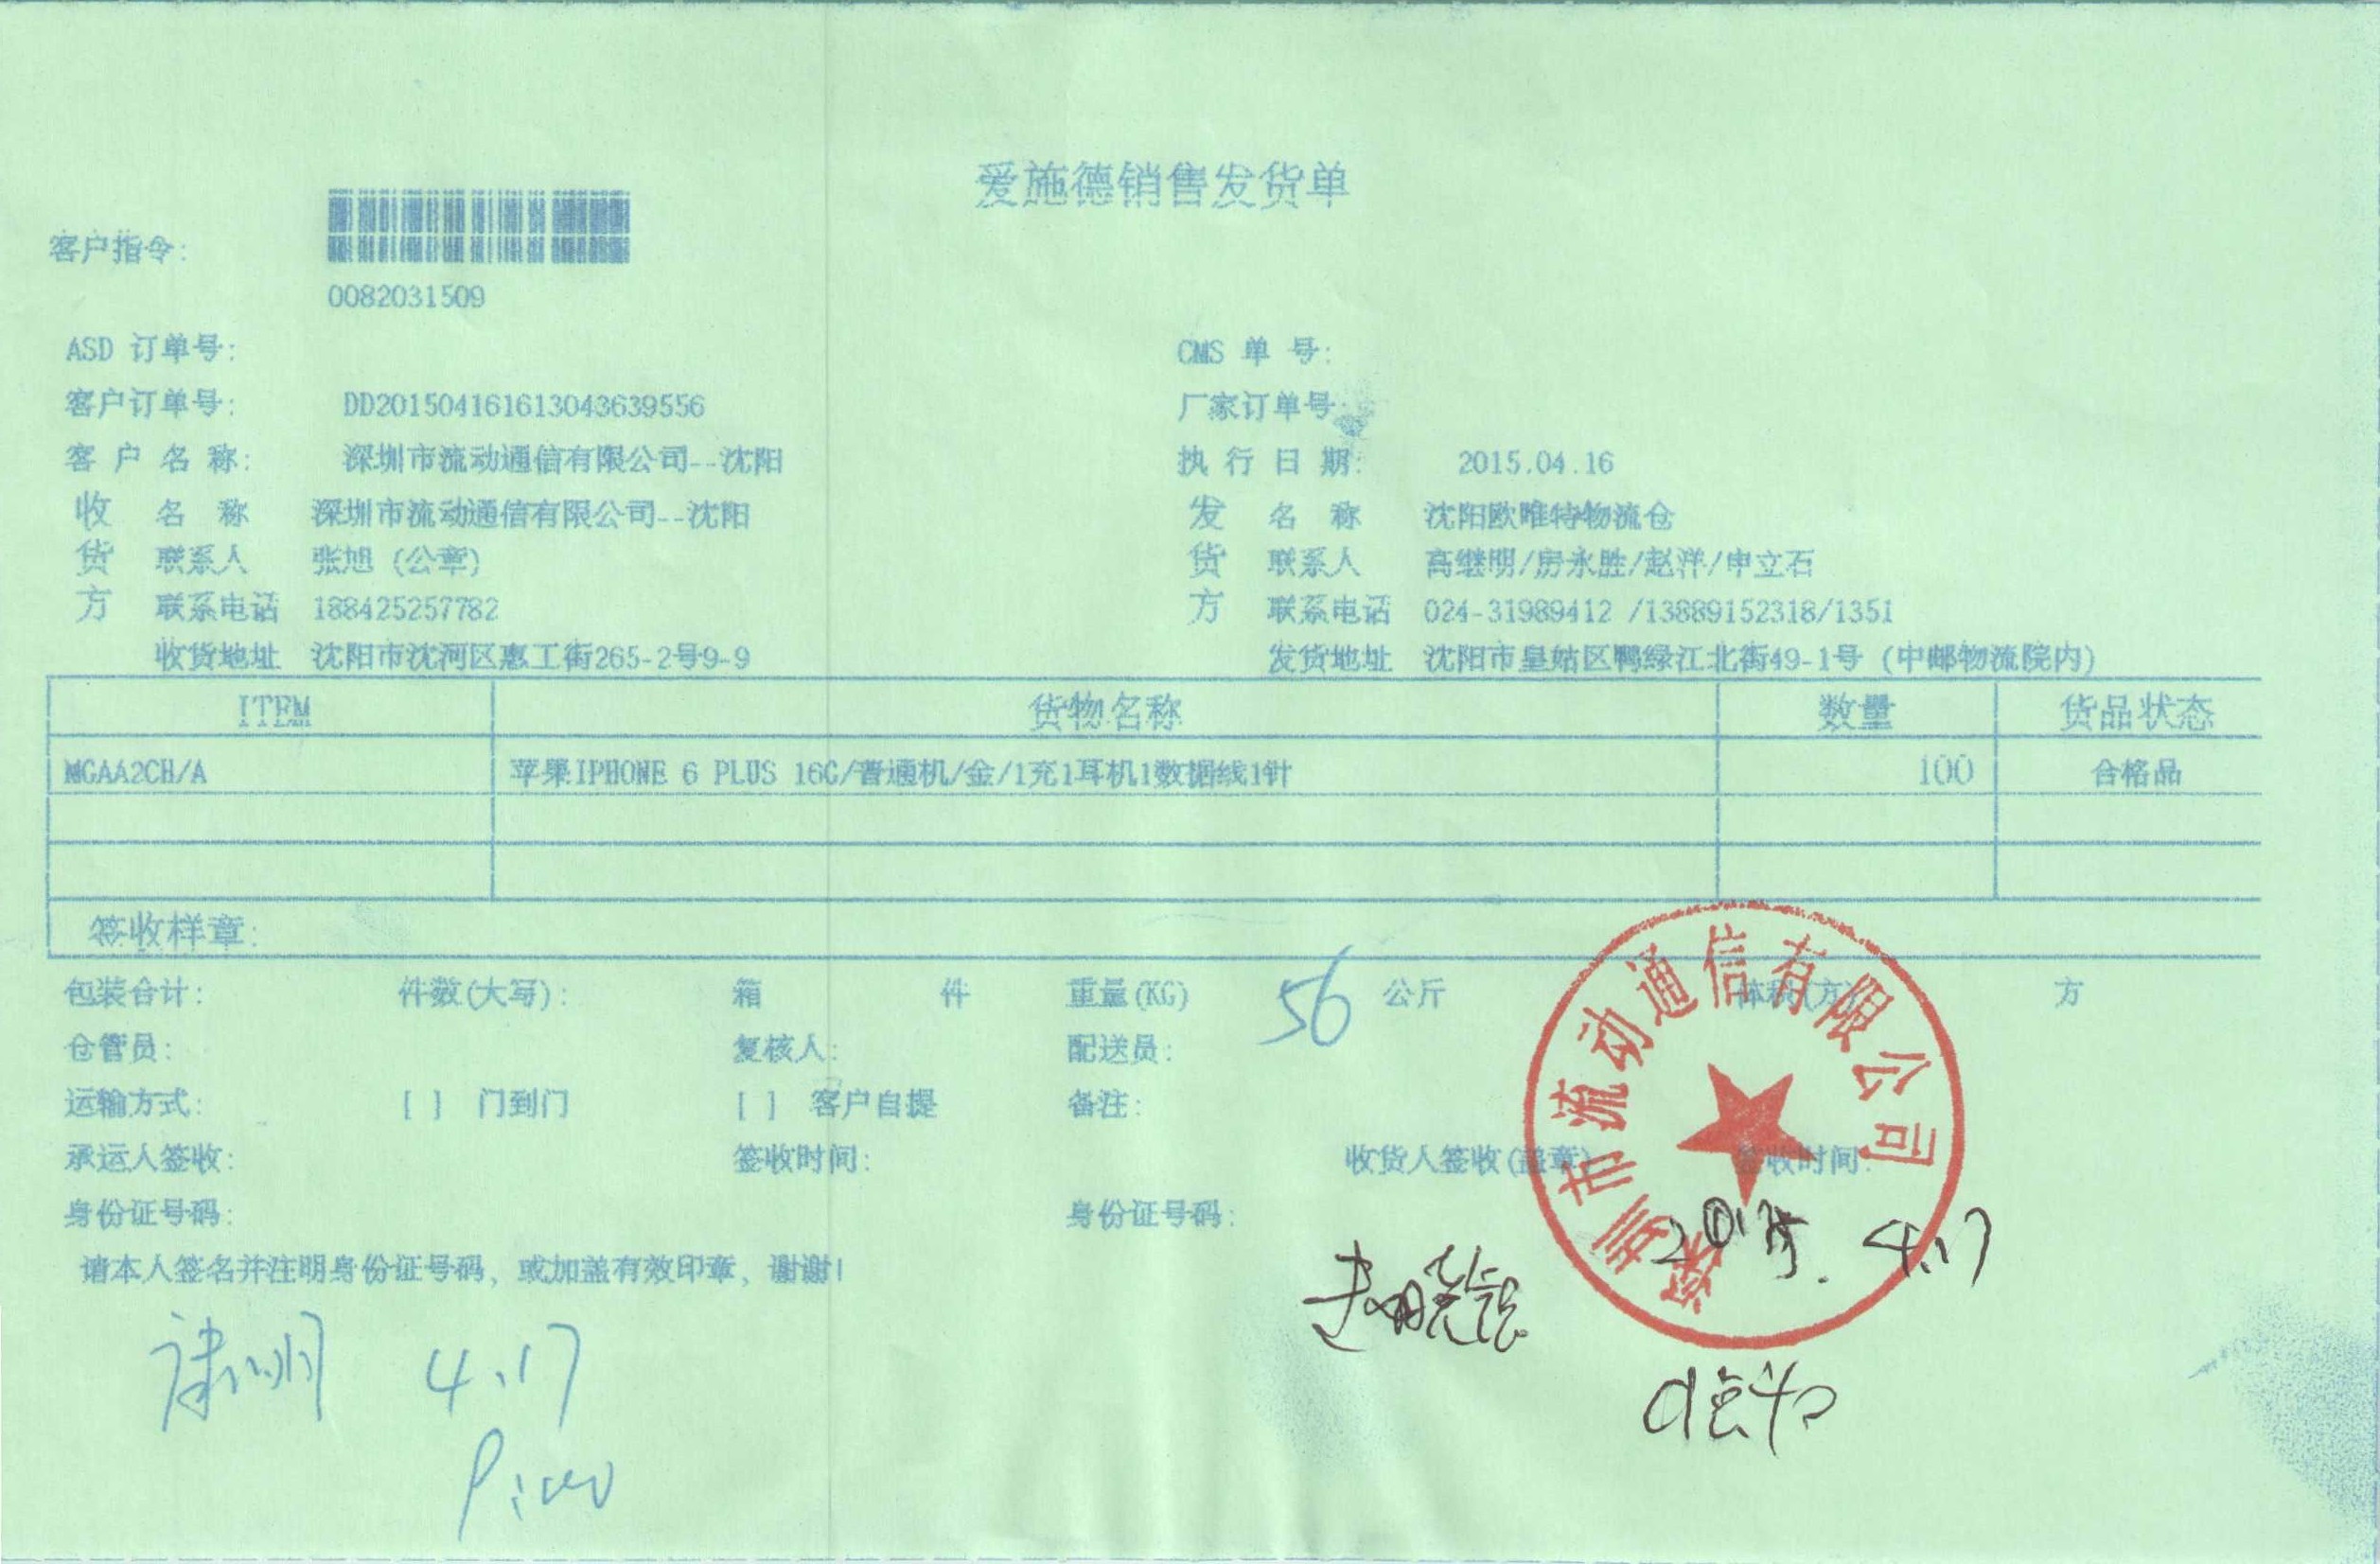 爱施德销售发货单
客户指令:
0082031509
ASD 订单号:
CMS 单 号:
客户订单号: DD201504161613043639556
厂家订单号:
客 户 名 称: 深圳市流动通信有限公司--沈阳
执 行 日 期: 2015.04.16
收 名 称 深圳市流动通信有限公司--沈阳
发 名 称 沈阳欧唯特物流仓
货 联系人 张旭 (公章)
货 联系人 高继明/房永胜/赵洋/申立石
方 联系电话 188425257782
方 联系电话 024-31989412 /13889152318/1351
收货地址 沈阳市沈河区惠工街265-2号9-9
发货地址 沈阳市皇姑区鸭绿江北街49-1号 (中邮物流院内)
ITEM 货物名称 数量 货品状态
MGAA2CH/A 苹果IPHONE 6 PLUS 16G/普通机/金/1充1耳机1数据线1针 100 合格品
签收样章:
包装合计: 件数(大写): 箱 件 重量(KG) 56 公斤 体积(方) 方
仓管员: 复核人: 配送员:
运输方式: [ ] 门到门 [ ] 客户自提 备注:
承运人签收: 签收时间: 收货人签收(盖章) 签收时间:
身份证号码: 身份证号码:
请本人签名并注明身份证号码, 或加盖有效印章, 谢谢!
深圳市流动通信有限公司
2015. 4.17
4.17